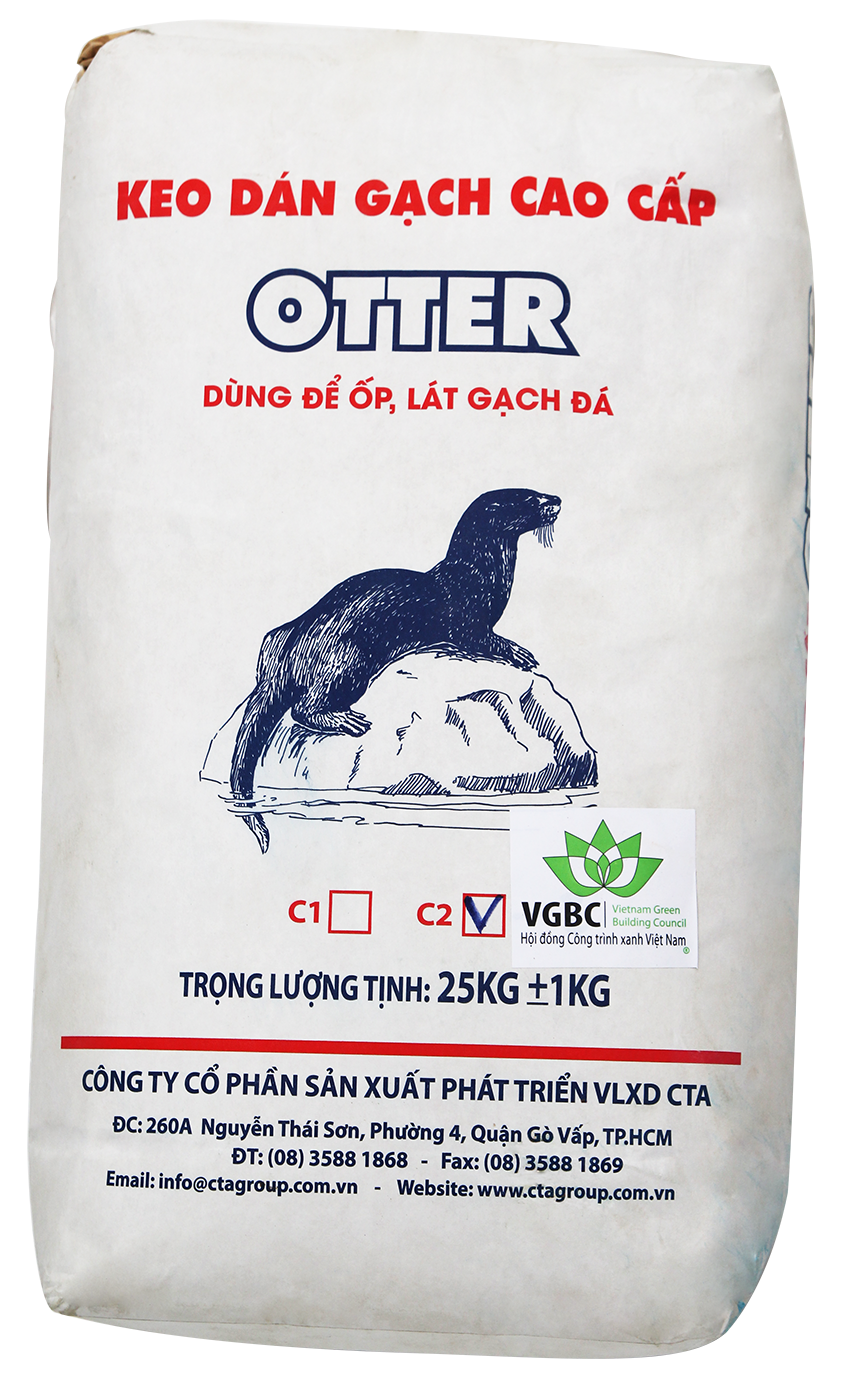 KEO DÁN GẠCH CAO CẤP
OTTER
DÙNG ĐỂ ỐP, LÁT GẠCH ĐÁ
C1 C2
VGBC Vietnam Green
Building Council
Hội đồng Công trình xanh Việt Nam
®
TRỌNG LƯỢNG TỊNH: 25KG ±1KG
CÔNG TY CỔ PHẦN SẢN XUẤT PHÁT TRIỂN VLXD CTA
ĐC: 260A Nguyễn Thái Sơn, Phường 4, Quận Gò Vấp, TP.HCM
ĐT: (08) 3588 1868 - Fax: (08) 3588 1869
Email: info@ctagroup.com.vn - Website: www.ctagroup.com.vn